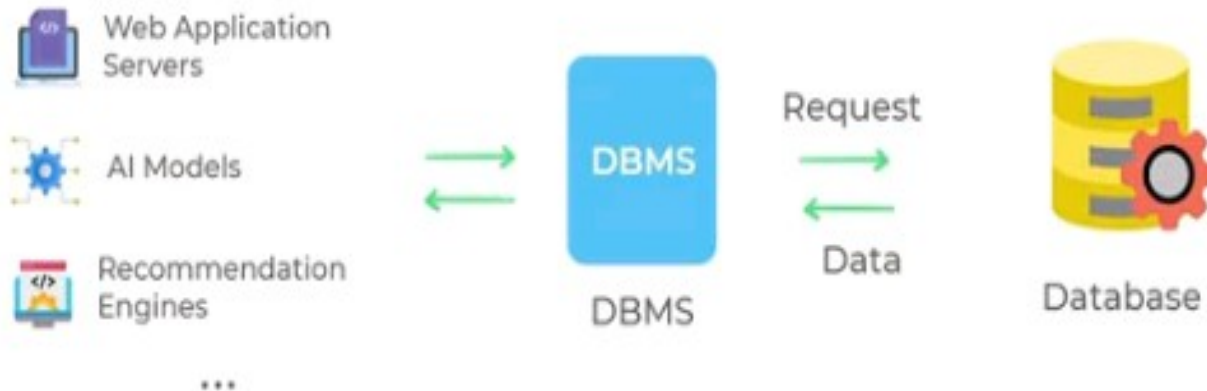 </> Web Application
Servers
AI Models
</> Recommendation
Engines
...
DBMS
DBMS
Request
Data
Database